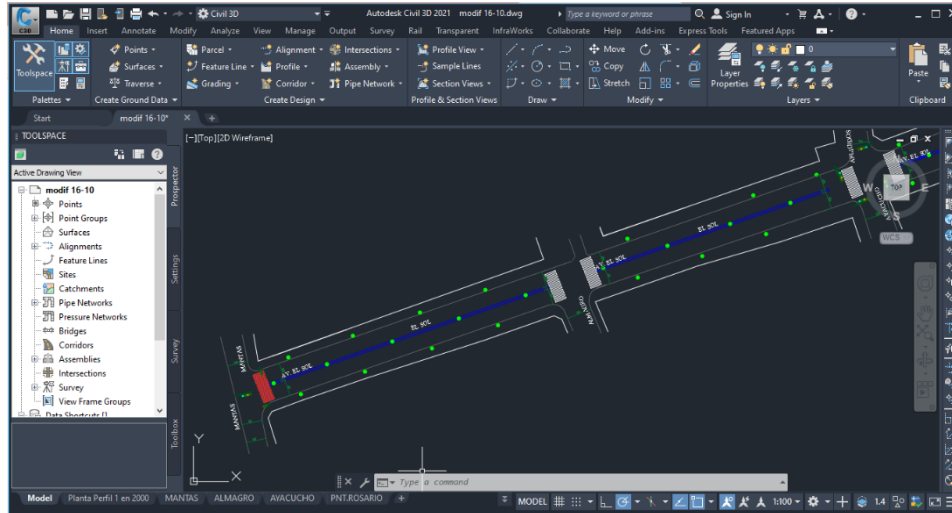 Civil 3D
Autodesk Civil 3D 2021 modif 16-10.dwg
Type a keyword or phrase
Sign In
C3D
Home Insert Annotate Modify Analyze View Manage Output Survey Rail Transparent InfraWorks Collaborate Help Add-ins Express Tools Featured Apps
Toolspace
Points
Surfaces
Traverse
Parcel
Feature Line
Grading
Alignment
Profile
Corridor
Intersections
Assembly
Pipe Network
Profile View
Sample Lines
Section Views
Move
Copy
Stretch
Layer Properties
0
Paste
Palettes Create Ground Data Create Design Profile & Section Views Draw Modify Layers Clipboard
Start modif 16-10*
TOOLSPACE
[−][Top][2D Wireframe]
Active Drawing View
modif 16-10
Points
Point Groups
Surfaces
Alignments
Feature Lines
Sites
Catchments
Pipe Networks
Pressure Networks
Bridges
Corridors
Assemblies
Intersections
Survey
View Frame Groups
Data Shortcuts []
Prospector
Settings
Survey
Toolbox
TOP
W
E
S
WCS
EL SOL
AV. EL SOL
EL SOL
AV. EL SOL
MANTAS
MANTAS
Y
X
Type a command
Model Planta Perfil 1 en 2000 MANTAS ALMAGRO AYACUCHO PNT.ROSARIO
MODEL
1:100
1.4